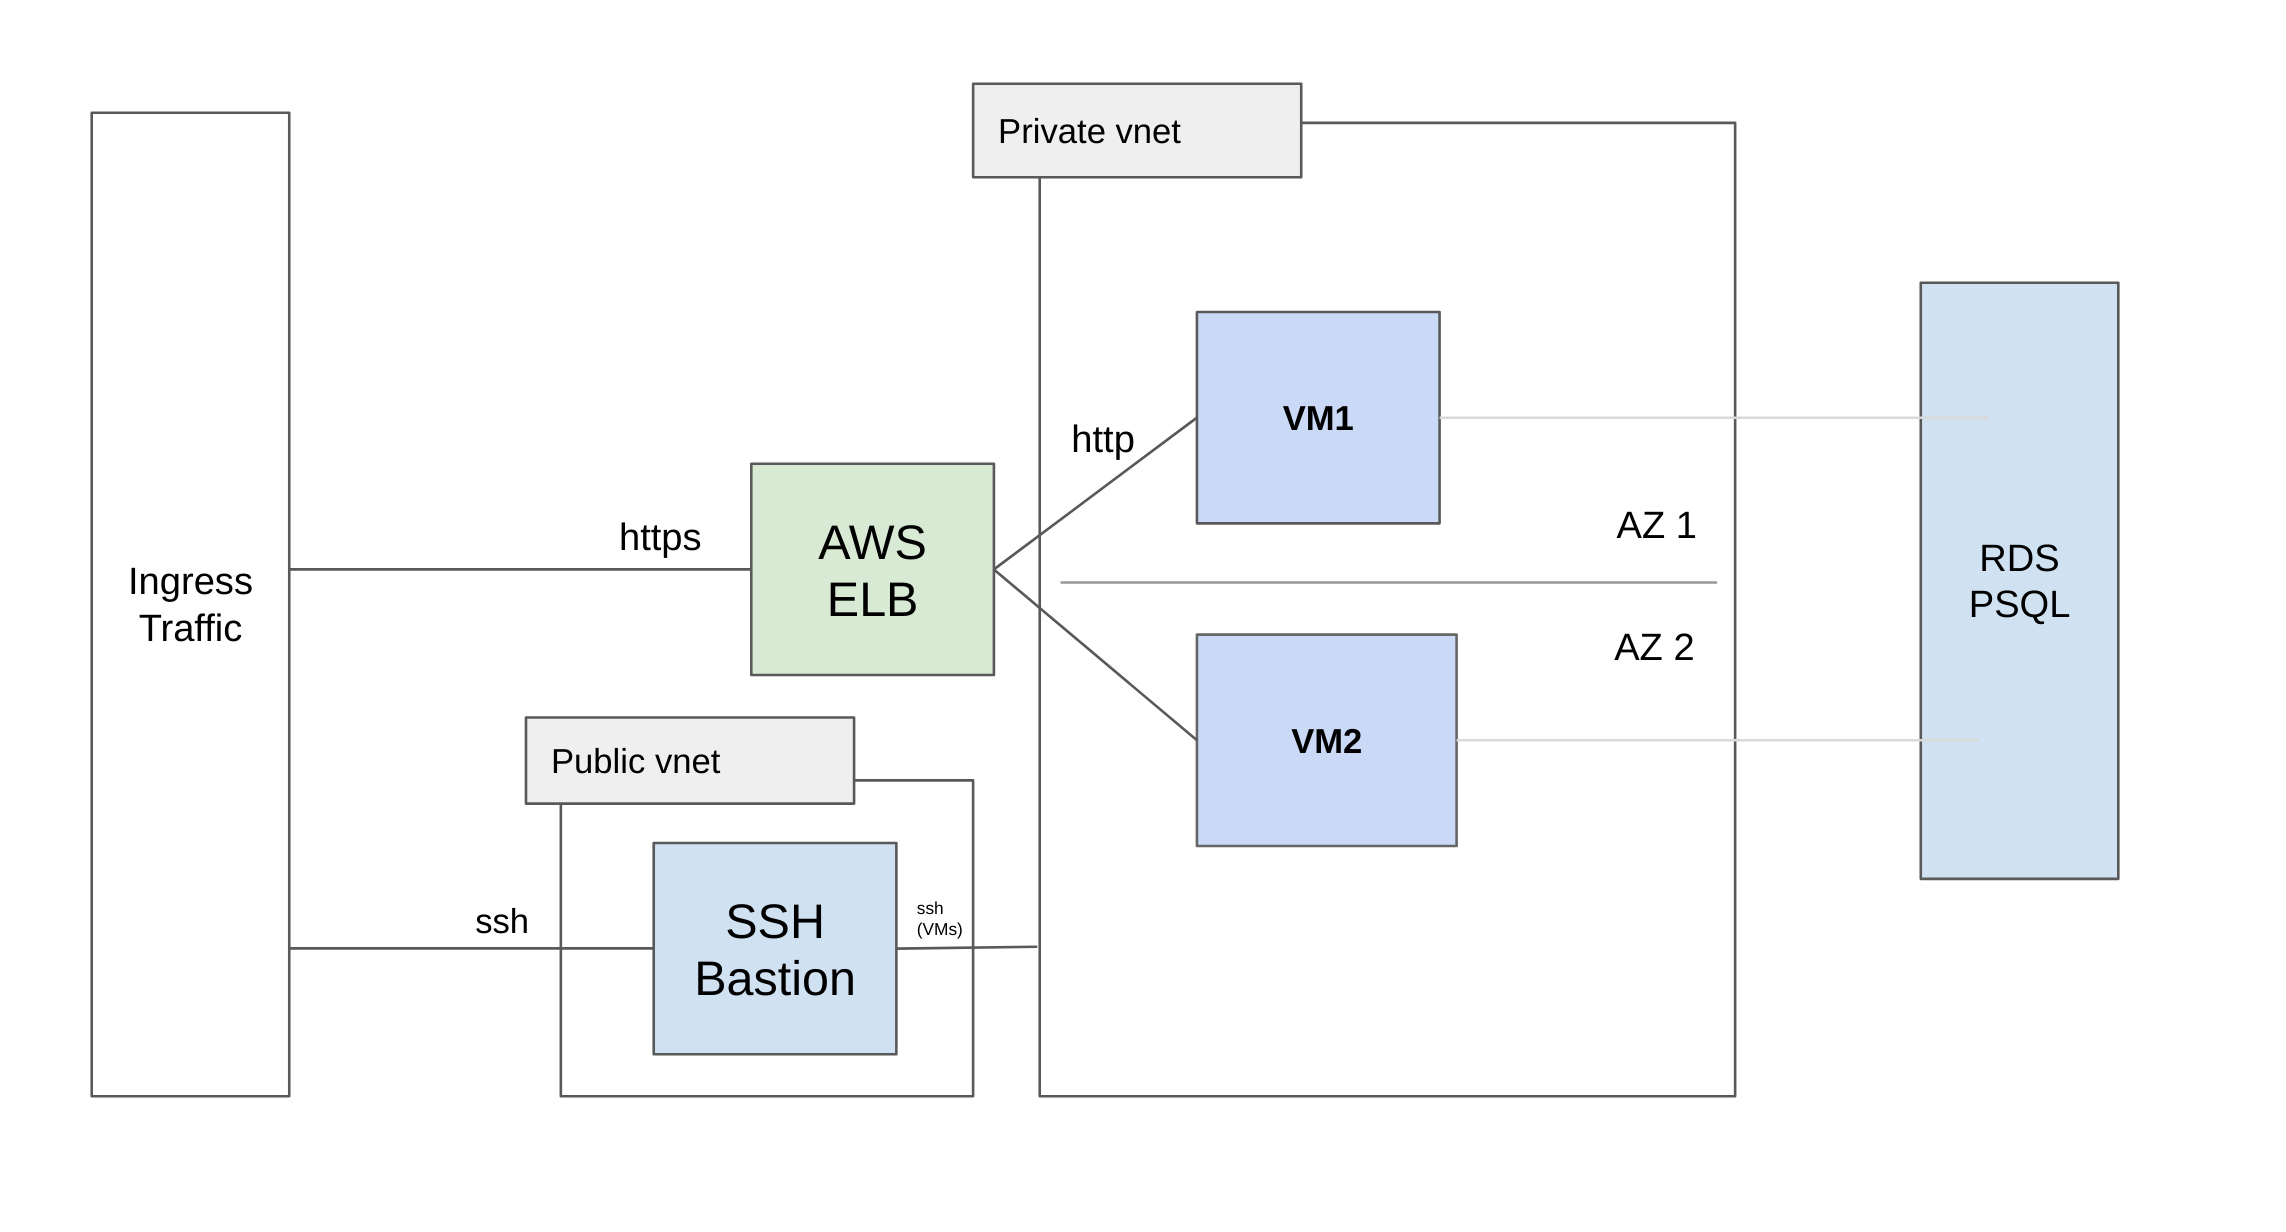 Private vnet
VM1
http
AWS
ELB
https
Ingress
Traffic
AZ 1
AZ 2
RDS
PSQL
VM2
Public vnet
SSH
Bastion
ssh
ssh
(VMs)